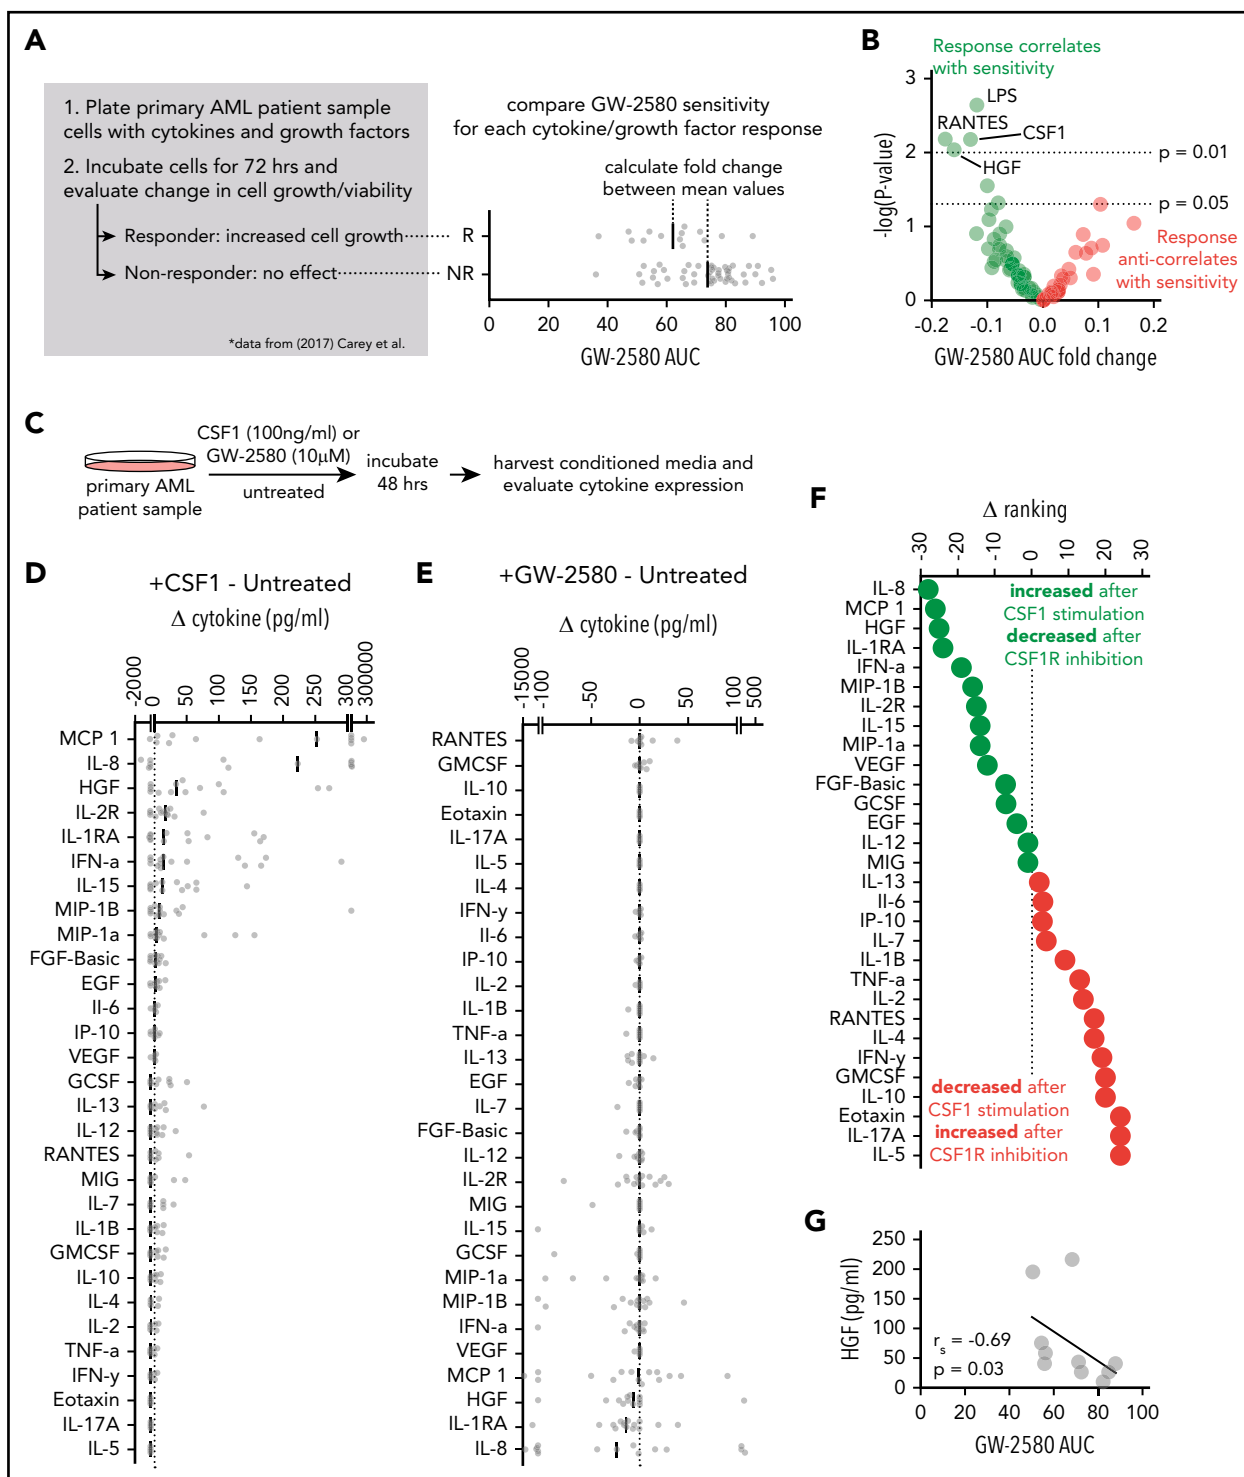 A
1. Plate primary AML patient sample
cells with cytokines and growth factors
2. Incubate cells for 72 hrs and
evaluate change in cell growth/viability
Responder: increased cell growth
Non-responder: no effect
*data from (2017) Carey et al.
compare GW-2580 sensitivity
for each cytokine/growth factor response
calculate fold change
between mean values
R
NR
0 20 40 60 80 100
GW-2580 AUC
B
Response correlates
with sensitivity
3
2
1
0
-log(P-value)
LPS
RANTES
CSF1
HGF
p = 0.01
p = 0.05
Response
anti-correlates
with sensitivity
-0.2 -0.1 0.0 0.1 0.2
GW-2580 AUC fold change
C
primary AML
patient sample
CSF1 (100ng/ml) or
GW-2580 (10μM)
untreated
incubate
48 hrs
harvest conditioned media and
evaluate cytokine expression
D
+CSF1 - Untreated
Δ cytokine (pg/ml)
-2000 0 50 100 150 200 250 300 300000
MCP 1
IL-8
HGF
IL-2R
IL-1RA
IFN-a
IL-15
MIP-1B
MIP-1a
FGF-Basic
EGF
Il-6
IP-10
VEGF
GCSF
IL-13
IL-12
RANTES
MIG
IL-7
IL-1B
GMCSF
IL-10
IL-4
IL-2
TNF-a
IFN-y
Eotaxin
IL-17A
IL-5
E
+GW-2580 - Untreated
Δ cytokine (pg/ml)
-15000 -100 -50 0 50 100 500
RANTES
GMCSF
IL-10
Eotaxin
IL-17A
IL-5
IL-4
IFN-y
Il-6
IP-10
IL-2
IL-1B
TNF-a
IL-13
EGF
IL-7
FGF-Basic
IL-12
IL-2R
MIG
IL-15
GCSF
MIP-1a
MIP-1B
IFN-a
VEGF
MCP 1
HGF
IL-1RA
IL-8
F
Δ ranking
-30 -20 -10 0 10 20 30
IL-8
MCP 1
HGF
IL-1RA
IFN-a
MIP-1B
IL-2R
IL-15
MIP-1a
VEGF
FGF-Basic
GCSF
EGF
IL-12
MIG
IL-13
Il-6
IP-10
IL-7
IL-1B
TNF-a
IL-2
RANTES
IL-4
IFN-y
GMCSF
IL-10
Eotaxin
IL-17A
IL-5
increased after
CSF1 stimulation
decreased after
CSF1R inhibition
decreased after
CSF1 stimulation
increased after
CSF1R inhibition
G
250
200
150
100
50
0
HGF (pg/ml)
rs = -0.69
p = 0.03
0 20 40 60 80 100
GW-2580 AUC